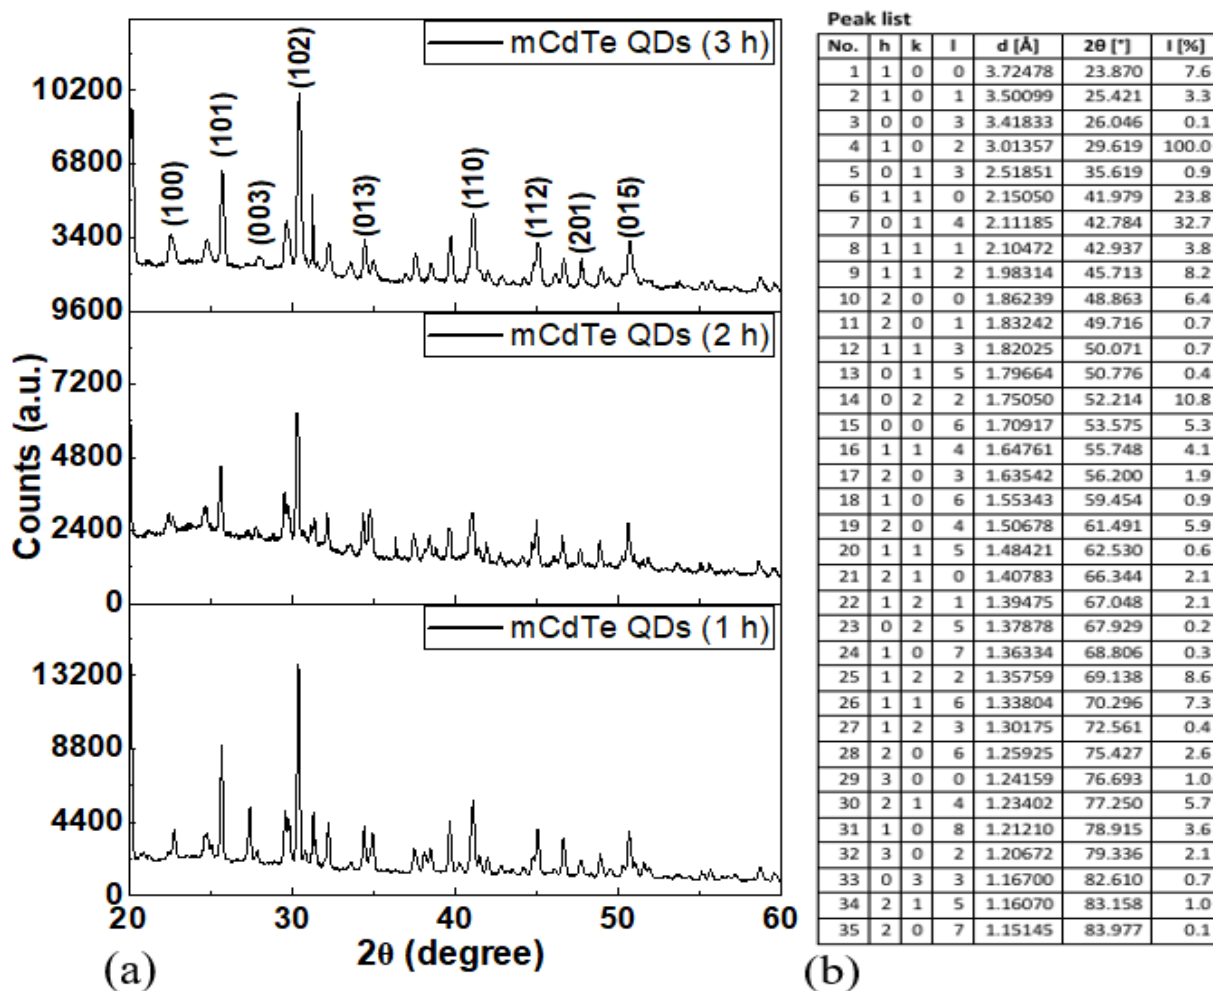 mCdTe QDs (3 h)
(100)
(101)
(003)
(102)
(013)
(110)
(112)
(201)
(015)
10200
6800
3400
9600
mCdTe QDs (2 h)
7200
4800
2400
0
mCdTe QDs (1 h)
13200
8800
4400
0
Counts (a.u.)
20 30 40 50 60
2θ (degree)
(a)
Peak list
No. h k l d [Å] 2θ [°] I [%]
1 1 0 0 3.72478 23.870 7.6
2 1 0 1 3.50099 25.421 3.3
3 0 0 3 3.41833 26.046 0.1
4 1 0 2 3.01357 29.619 100.0
5 0 1 3 2.51851 35.619 0.9
6 1 1 0 2.15050 41.979 23.8
7 0 1 4 2.11185 42.784 32.7
8 1 1 1 2.10472 42.937 3.8
9 1 1 2 1.98314 45.713 8.2
10 2 0 0 1.86239 48.863 6.4
11 2 0 1 1.83242 49.716 0.7
12 1 1 3 1.82025 50.071 0.7
13 0 1 5 1.79664 50.776 0.4
14 0 2 2 1.75050 52.214 10.8
15 0 0 6 1.70917 53.575 5.3
16 1 1 4 1.64761 55.748 4.1
17 2 0 3 1.63542 56.200 1.9
18 1 0 6 1.55343 59.454 0.9
19 2 0 4 1.50678 61.491 5.9
20 1 1 5 1.48421 62.530 0.6
21 2 1 0 1.40783 66.344 2.1
22 1 2 1 1.39475 67.048 2.1
23 0 2 5 1.37878 67.929 0.2
24 1 0 7 1.36334 68.806 0.3
25 1 2 2 1.35759 69.138 8.6
26 1 1 6 1.33804 70.296 7.3
27 1 2 3 1.30175 72.561 0.4
28 2 0 6 1.25925 75.427 2.6
29 3 0 0 1.24159 76.693 1.0
30 2 1 4 1.23402 77.250 5.7
31 1 0 8 1.21210 78.915 3.6
32 3 0 2 1.20672 79.336 2.1
33 0 3 3 1.16700 82.610 0.7
34 2 1 5 1.16070 83.158 1.0
35 2 0 7 1.15145 83.977 0.1
(b)